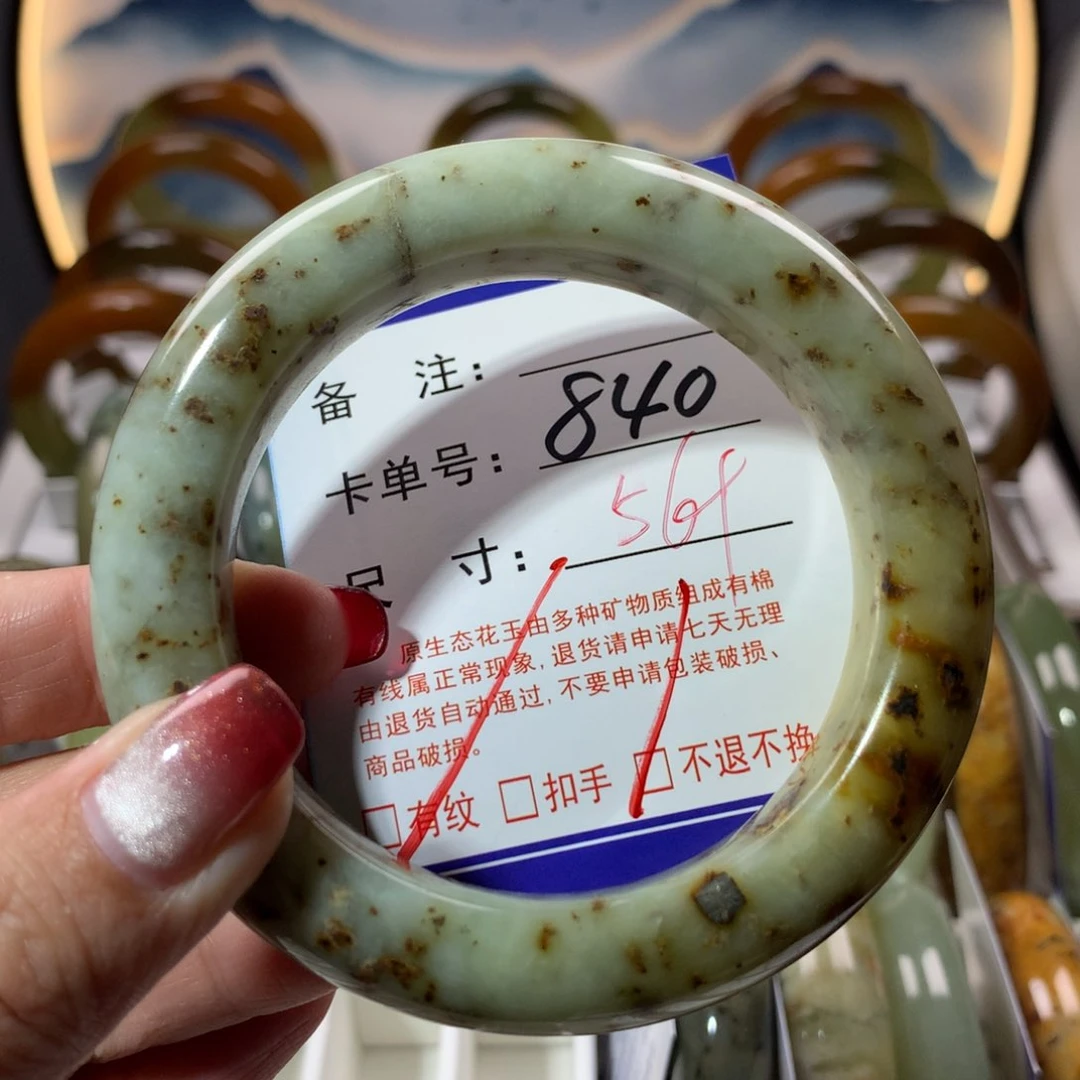 备 注：
卡单号：840
尺 寸：56
原生态花玉由多种矿物质组成有棉
有线属正常现象，退货请申请七天无理
由退货自动通过，不要申请包装破损、
商品破损。
□有纹 □扣手 □不退不换